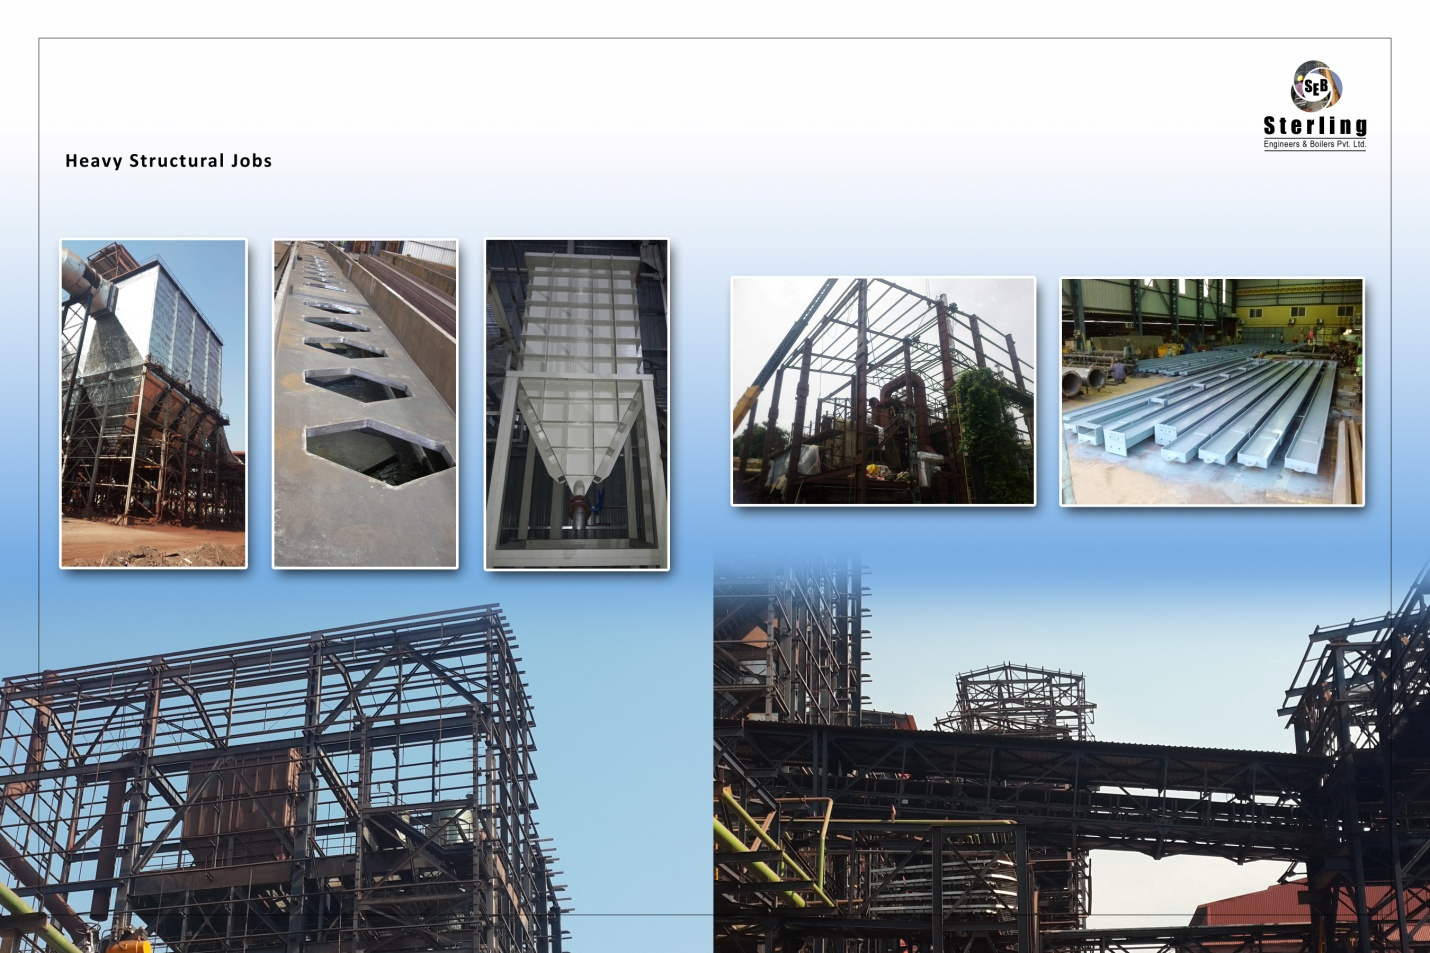 SEB
Sterling
Engineers & Boilers Pvt. Ltd.
Heavy Structural Jobs